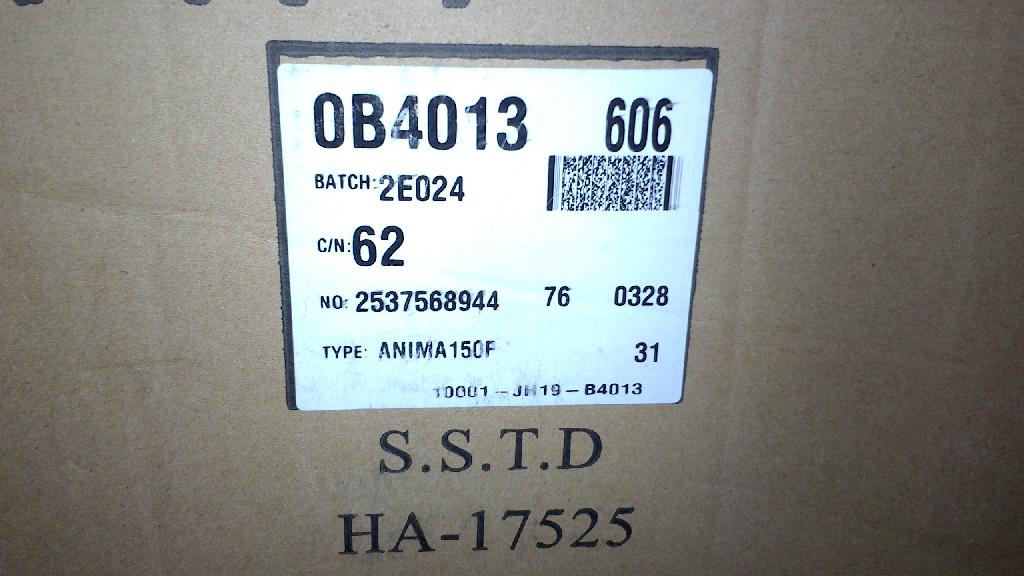 0B4013 606
BATCH: 2E024
C/N: 62
NO: 2537568944 76 0328
TYPE: ANIMA150F 31
10001-JH19-B4013
S.S.T.D
HA-17525